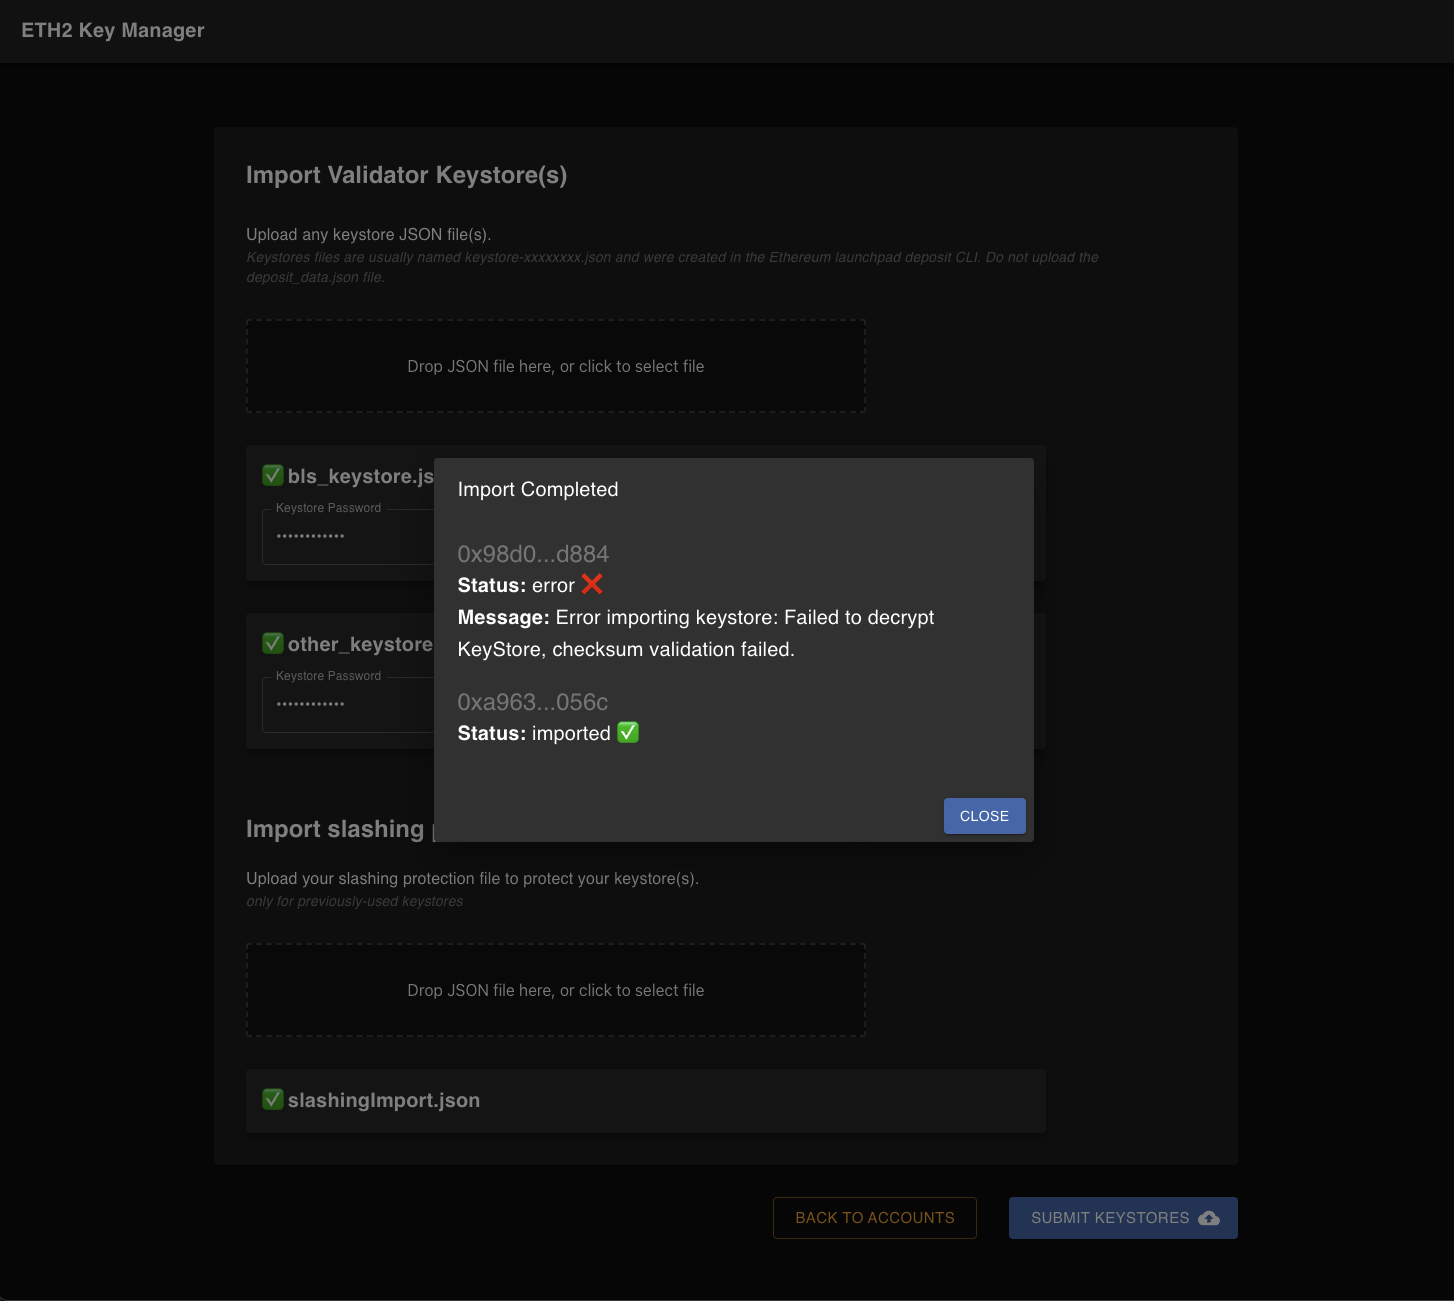 ETH2 Key Manager
Import Validator Keystore(s)
Upload any keystore JSON file(s).
Keystores files are usually named keystore-xxxxxxxx.json and were created in the Ethereum launchpad deposit CLI. Do not upload the
deposit_data.json file.
Drop JSON file here, or click to select file
✅ bls_keystore.js
Keystore Password
••••••••••••
✅ other_keystore
Keystore Password
••••••••••••
Import Completed
0x98d0...d884
Status: error ❌
Message: Error importing keystore: Failed to decrypt
KeyStore, checksum validation failed.
0xa963...056c
Status: imported ✅
CLOSE
Import slashing
Upload your slashing protection file to protect your keystore(s).
only for previously-used keystores
Drop JSON file here, or click to select file
✅ slashingImport.json
BACK TO ACCOUNTS
SUBMIT KEYSTORES